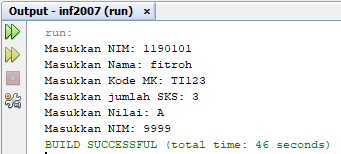 Output - inf2007 (run) ×
run:
Masukkan NIM: 1190101
Masukkan Nama: fitroh
Masukkan Kode MK: TI123
Masukkan jumlah SKS: 3
Masukkan Nilai: A
Masukkan NIM: 9999
BUILD SUCCESSFUL (total time: 46 seconds)